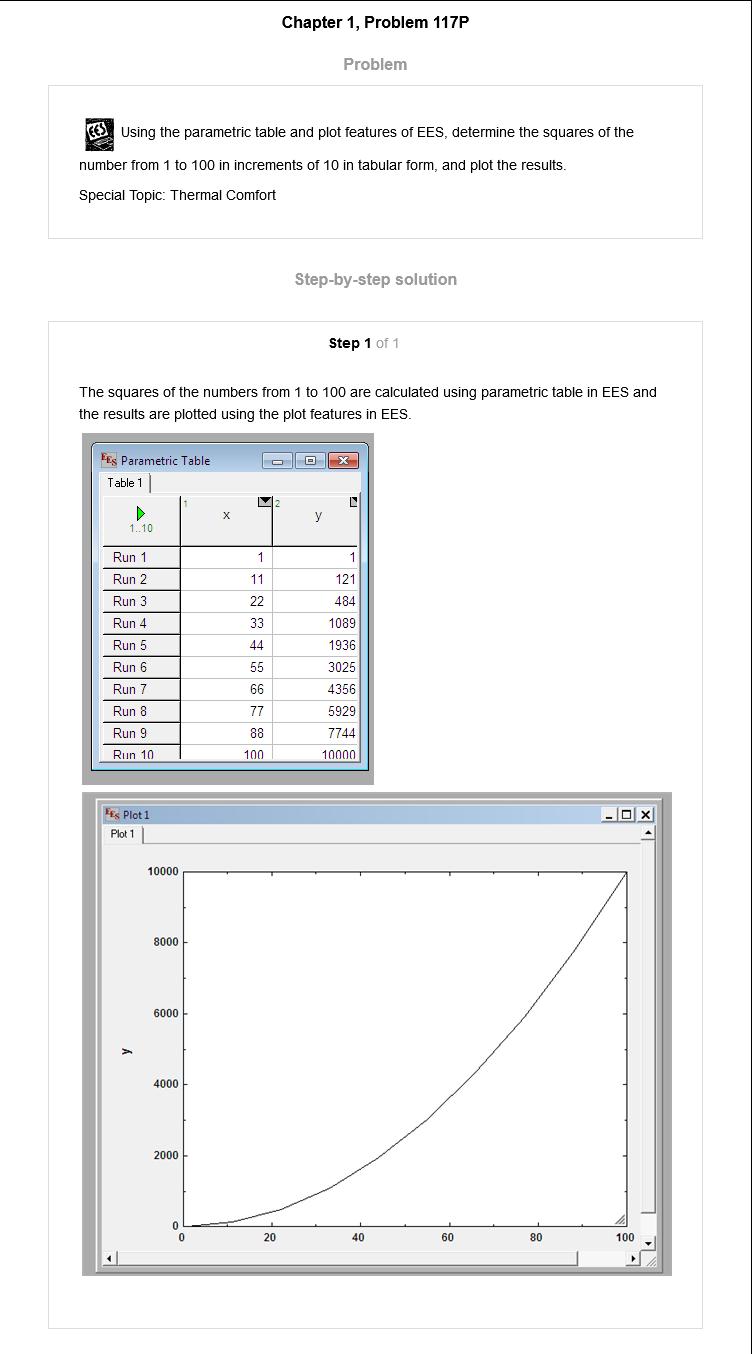 Chapter 1, Problem 117P
Problem
EES Using the parametric table and plot features of EES, determine the squares of the
number from 1 to 100 in increments of 10 in tabular form, and plot the results.
Special Topic: Thermal Comfort
Step-by-step solution
Step 1 of 1
The squares of the numbers from 1 to 100 are calculated using parametric table in EES and
the results are plotted using the plot features in EES.
EES Parametric Table
Table 1
1..10 1 x 2 y
Run 1 1 1
Run 2 11 121
Run 3 22 484
Run 4 33 1089
Run 5 44 1936
Run 6 55 3025
Run 7 66 4356
Run 8 77 5929
Run 9 88 7744
Run 10 100 10000
EES Plot 1
Plot 1
10000
8000
6000
y
4000
2000
0
0 20 40 60 80 100